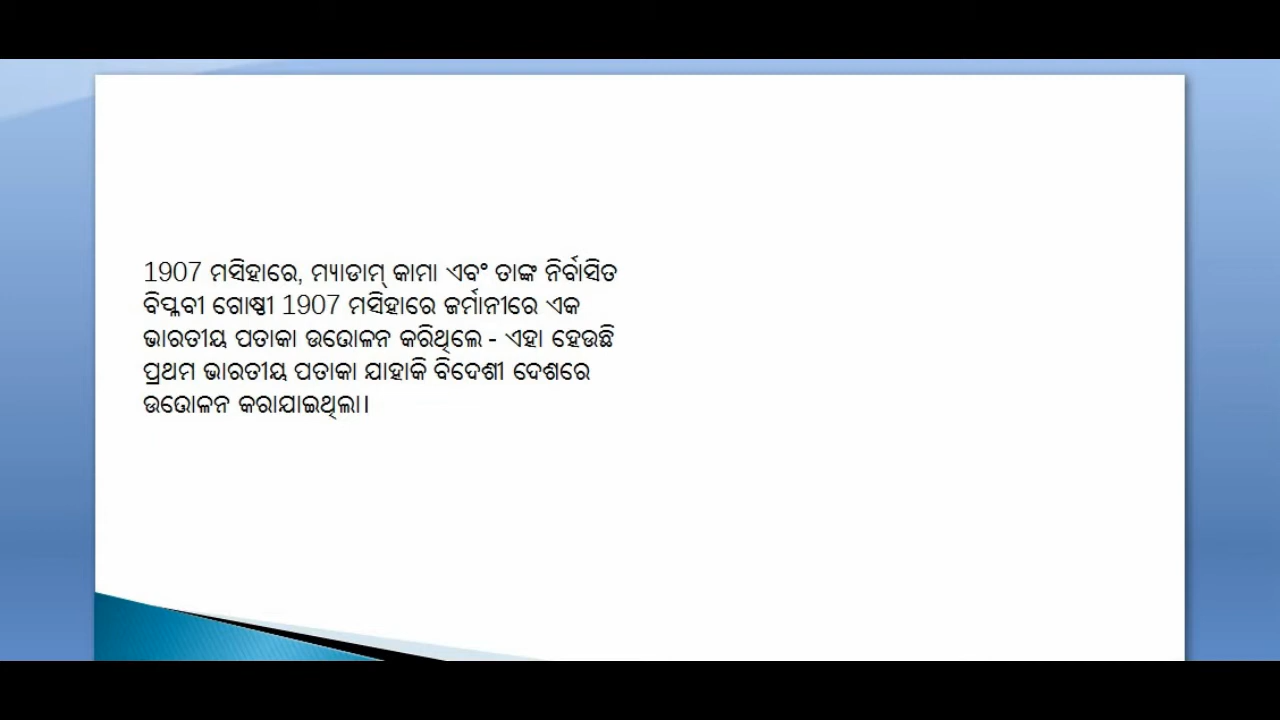 1907 ମସିହାରେ, ମ୍ୟାଡାମ୍ କାମା ଏବଂ ତାଙ୍କ ନିର୍ବାସିତ
ବିପ୍ଳବୀ ଗୋଷ୍ଠୀ 1907 ମସିହାରେ ଜର୍ମାନୀରେ ଏକ
ଭାରତୀୟ ପତାକା ଉତ୍ତୋଳନ କରିଥିଲେ - ଏହା ହେଉଛି
ପ୍ରଥମ ଭାରତୀୟ ପତାକା ଯାହାକି ବିଦେଶୀ ଦେଶରେ
ଉତ୍ତୋଳନ କରାଯାଇଥିଲା।